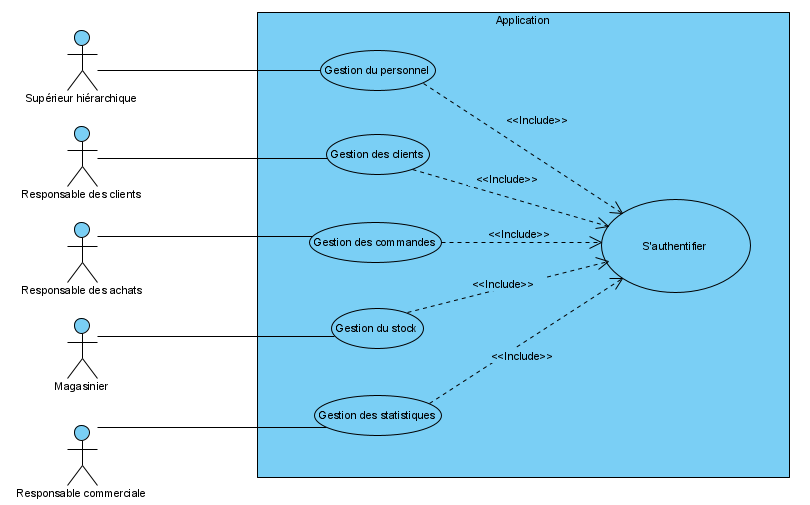 Application
Supérieur hiérarchique
Gestion du personnel
<<Include>>
Responsable des clients
Gestion des clients
<<Include>>
Responsable des achats
Gestion des commandes
<<Include>>
S'authentifier
Magasinier
Gestion du stock
<<Include>>
Responsable commerciale
Gestion des statistiques
<<Include>>